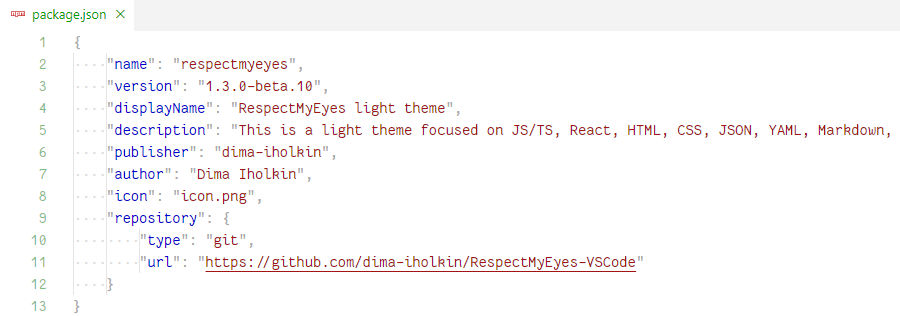 package.json
1 {
2 "name": "respectmyeyes",
3 "version": "1.3.0-beta.10",
4 "displayName": "RespectMyEyes light theme",
5 "description": "This is a light theme focused on JS/TS, React, HTML, CSS, JSON, YAML, Markdown,
6 "publisher": "dima-iholkin",
7 "author": "Dima Iholkin",
8 "icon": "icon.png",
9 "repository": {
10 "type": "git",
11 "url": "https://github.com/dima-iholkin/RespectMyEyes-VSCode"
12 }
13 }